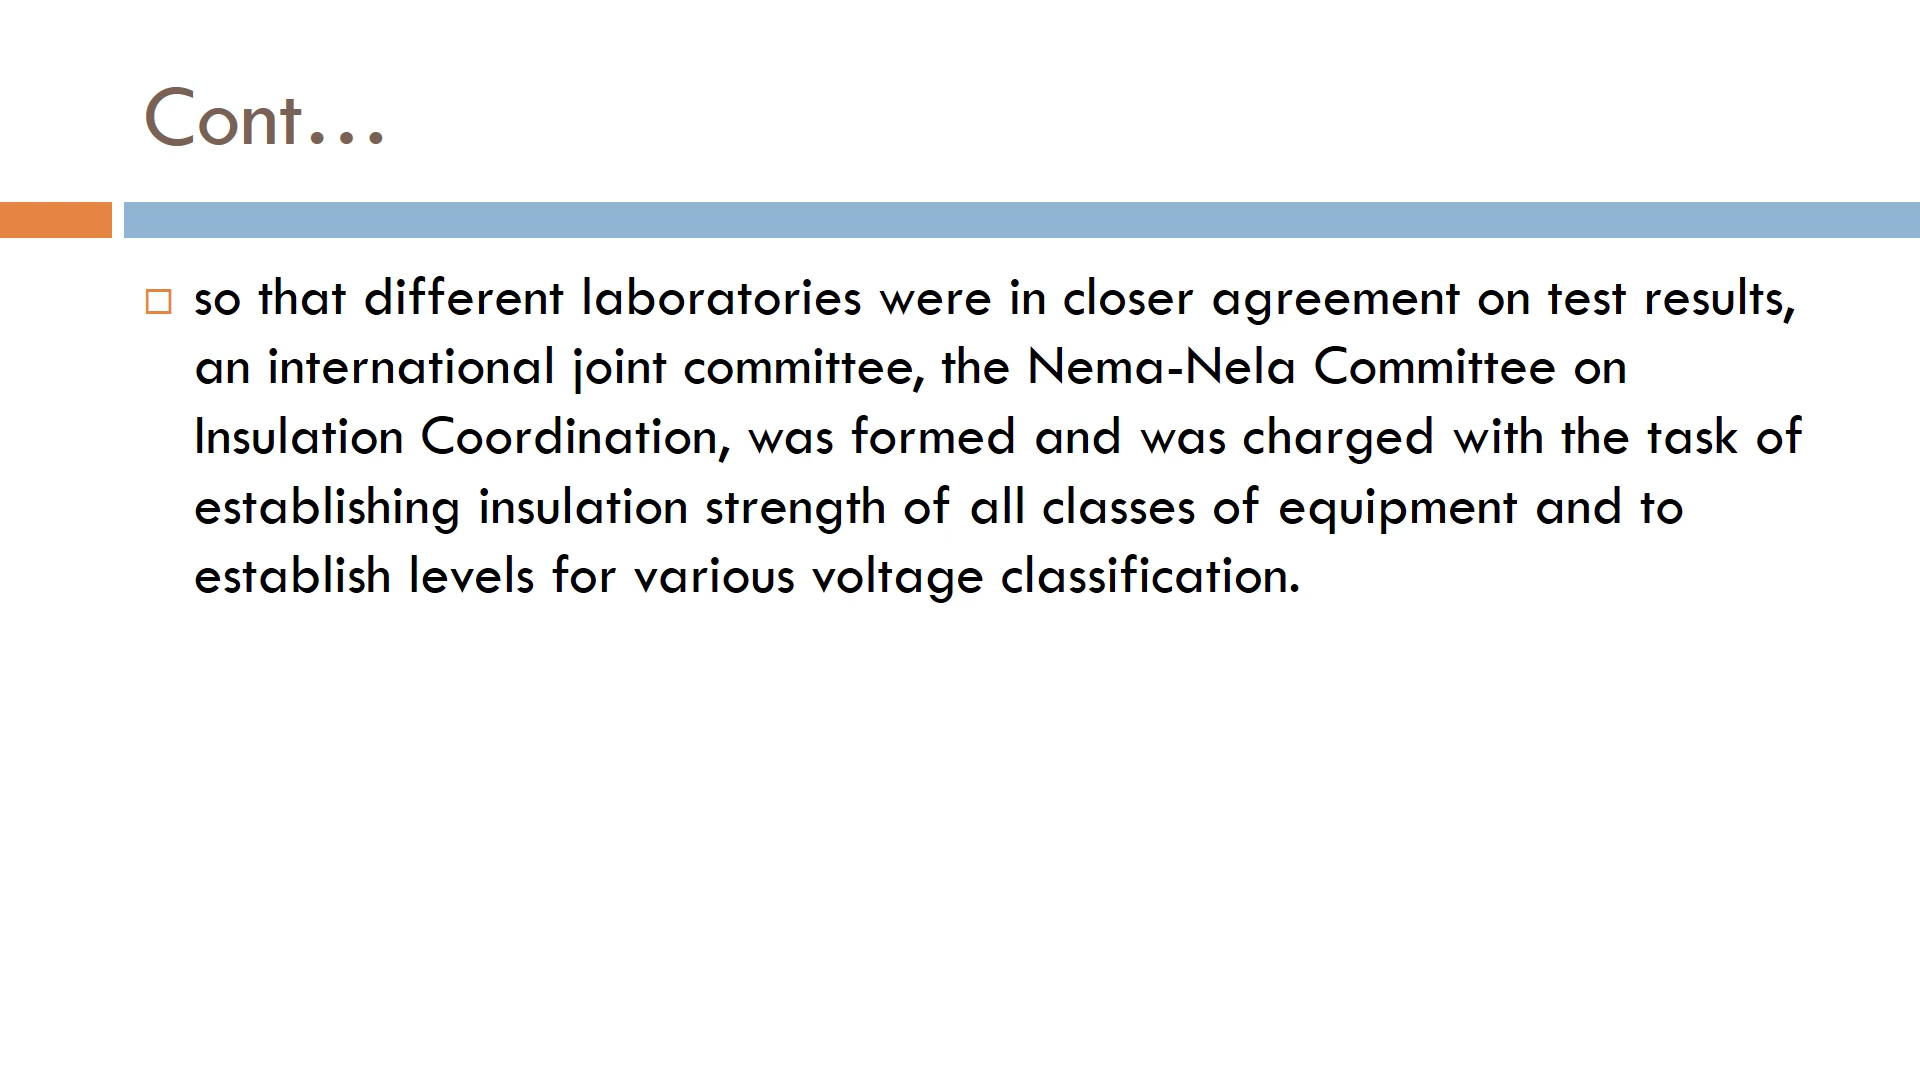 Cont...
so that different laboratories were in closer agreement on test results,
an international joint committee, the Nema-Nela Committee on
Insulation Coordination, was formed and was charged with the task of
establishing insulation strength of all classes of equipment and to
establish levels for various voltage classification.